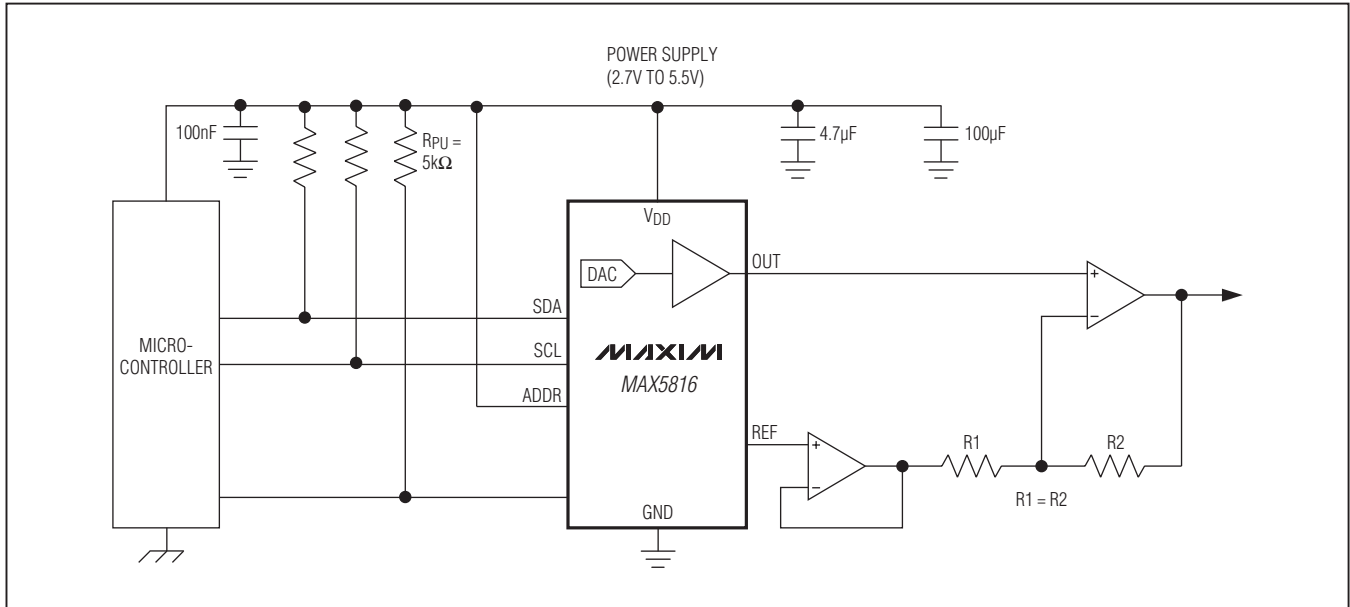 POWER SUPPLY
(2.7V TO 5.5V)
100nF
RPU =
5kΩ
4.7µF
100µF
VDD
DAC
OUT
+
−
SDA
SCL
ADDR
MICRO-
CONTROLLER
MAXIM
MAX5816
REF
+
−
R1
R2
R1 = R2
GND